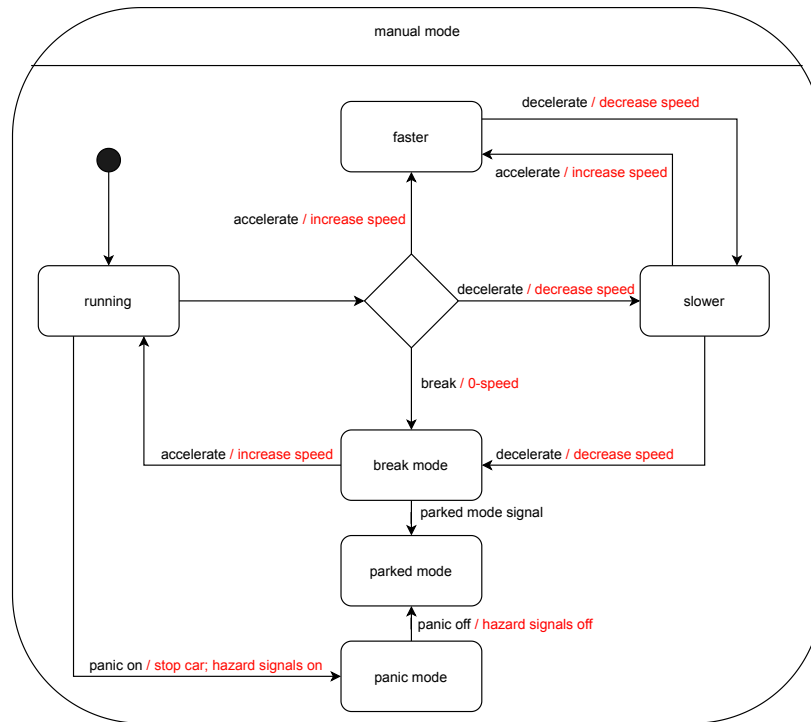 manual mode
decelerate / decrease speed
faster
accelerate / increase speed
accelerate / increase speed
running
decelerate / decrease speed
slower
break / 0-speed
accelerate / increase speed
break mode
decelerate / decrease speed
parked mode signal
parked mode
panic off / hazard signals off
panic on / stop car; hazard signals on
panic mode